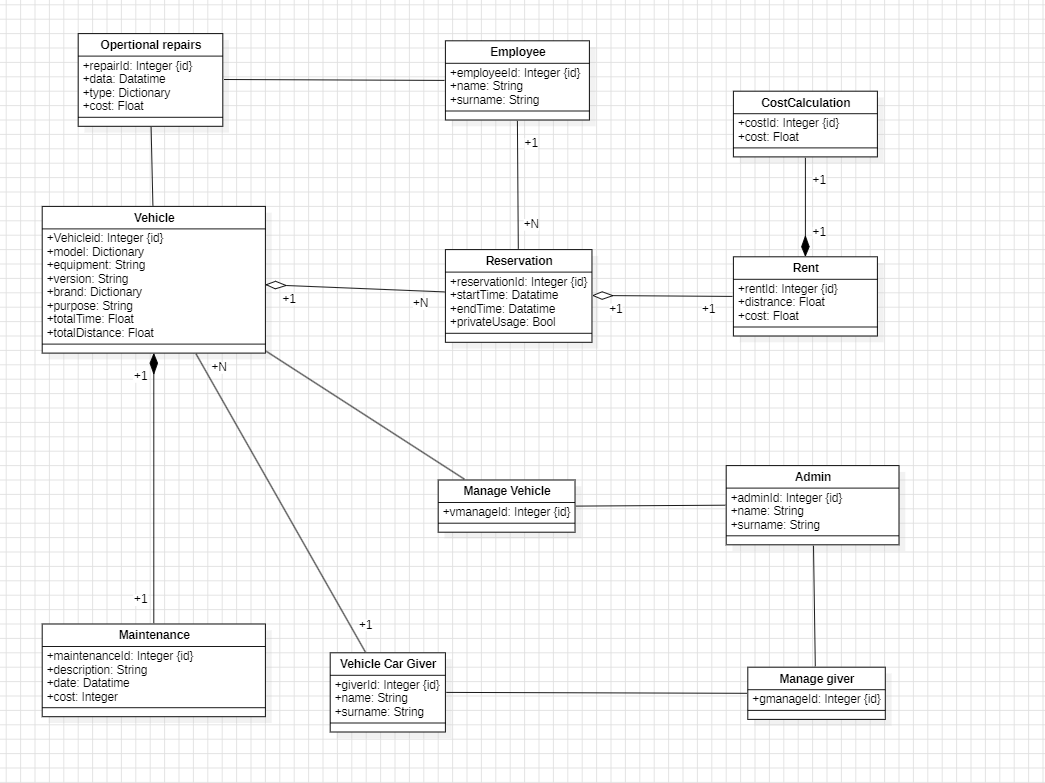 Opertional repairs
+repairId: Integer {id}
+data: Datatime
+type: Dictionary
+cost: Float
Employee
+employeeId: Integer {id}
+name: String
+surname: String
CostCalculation
+costId: Integer {id}
+cost: Float
+1
+1
+N
+1
Vehicle
+Vehicleid: Integer {id}
+model: Dictionary
+equipment: String
+version: String
+brand: Dictionary
+purpose: String
+totalTime: Float
+totalDistance: Float
+1
+N
Reservation
+reservationId: Integer {id}
+startTime: Datatime
+endTime: Datatime
+privateUsage: Bool
+1
+1
Rent
+rentId: Integer {id}
+distrance: Float
+cost: Float
+1
+N
Manage Vehicle
+vmanageId: Integer {id}
Admin
+adminId: Integer {id}
+name: String
+surname: String
+1
+1
Maintenance
+maintenanceId: Integer {id}
+description: String
+date: Datatime
+cost: Integer
Vehicle Car Giver
+giverId: Integer {id}
+name: String
+surname: String
Manage giver
+gmanageId: Integer {id}